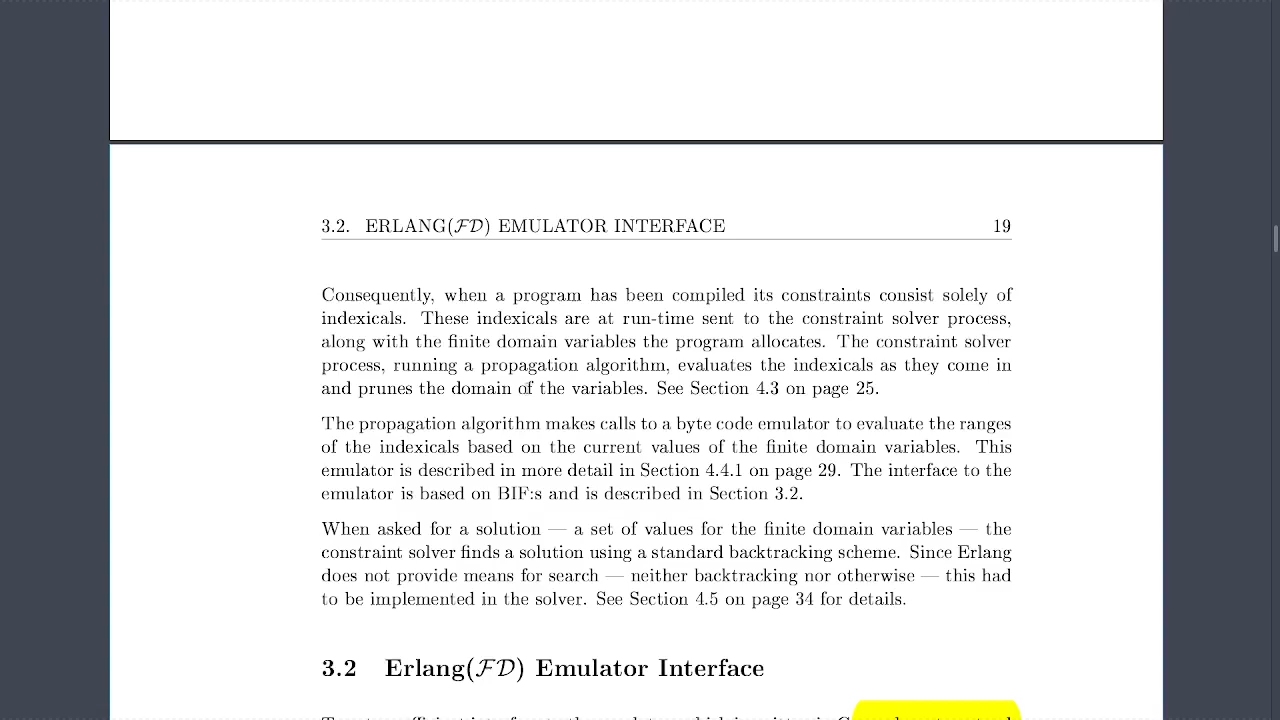 3.2. ERLANG(FD) EMULATOR INTERFACE 19
Consequently, when a program has been compiled its constraints consist solely of
indexicals. These indexicals are at run-time sent to the constraint solver process,
along with the finite domain variables the program allocates. The constraint solver
process, running a propagation algorithm, evaluates the indexicals as they come in
and prunes the domain of the variables. See Section 4.3 on page 25.
The propagation algorithm makes calls to a byte code emulator to evaluate the ranges
of the indexicals based on the current values of the finite domain variables. This
emulator is described in more detail in Section 4.4.1 on page 29. The interface to the
emulator is based on BIF:s and is described in Section 3.2.
When asked for a solution — a set of values for the finite domain variables — the
constraint solver finds a solution using a standard backtracking scheme. Since Erlang
does not provide means for search — neither backtracking nor otherwise — this had
to be implemented in the solver. See Section 4.5 on page 34 for details.
3.2 Erlang(FD) Emulator Interface